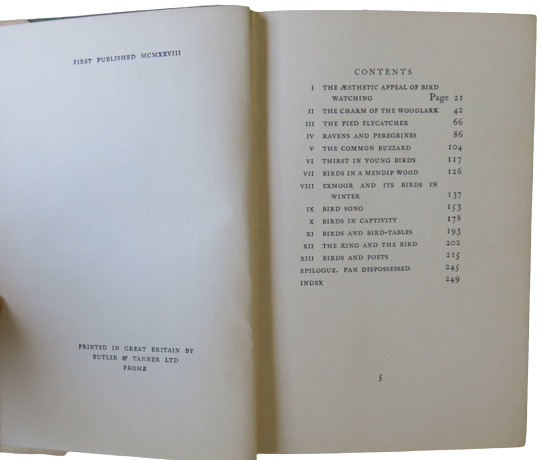 FIRST PUBLISHED MCMXXVIII
PRINTED IN GREAT BRITAIN BY
BUTLER & TANNER LTD
FROME
CONTENTS
I THE ÆSTHETIC APPEAL OF BIRD
WATCHING Page 21
II THE CHARM OF THE WOODLARK 42
III THE PIED FLYCATCHER 66
IV RAVENS AND PEREGRINES 86
V THE COMMON BUZZARD 104
VI THIRST IN YOUNG BIRDS 117
VII BIRDS IN A MENDIP WOOD 126
VIII EXMOOR AND ITS BIRDS IN
WINTER 137
IX BIRD SONG 153
X BIRDS IN CAPTIVITY 178
XI BIRDS AND BIRD-TABLES 193
XII THE RING AND THE BIRD 202
XIII BIRDS AND POETS 215
EPILOGUE, PAN DISPOSSESSED 245
INDEX 249
5